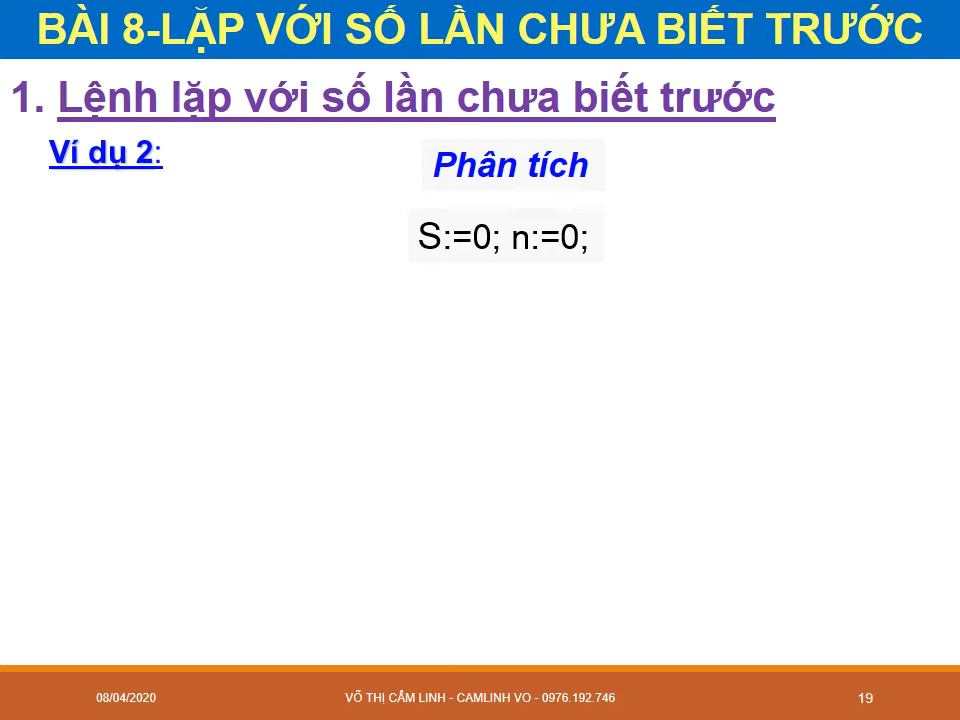 BÀI 8-LẶP VỚI SỐ LẦN CHƯA BIẾT TRƯỚC
1. Lệnh lặp với số lần chưa biết trước
Ví dụ 2:
Phân tích
S:=0; n:=0;
08/04/2020
VÕ THỊ CẨM LINH - CAMLINH VO - 0976.192.746
19